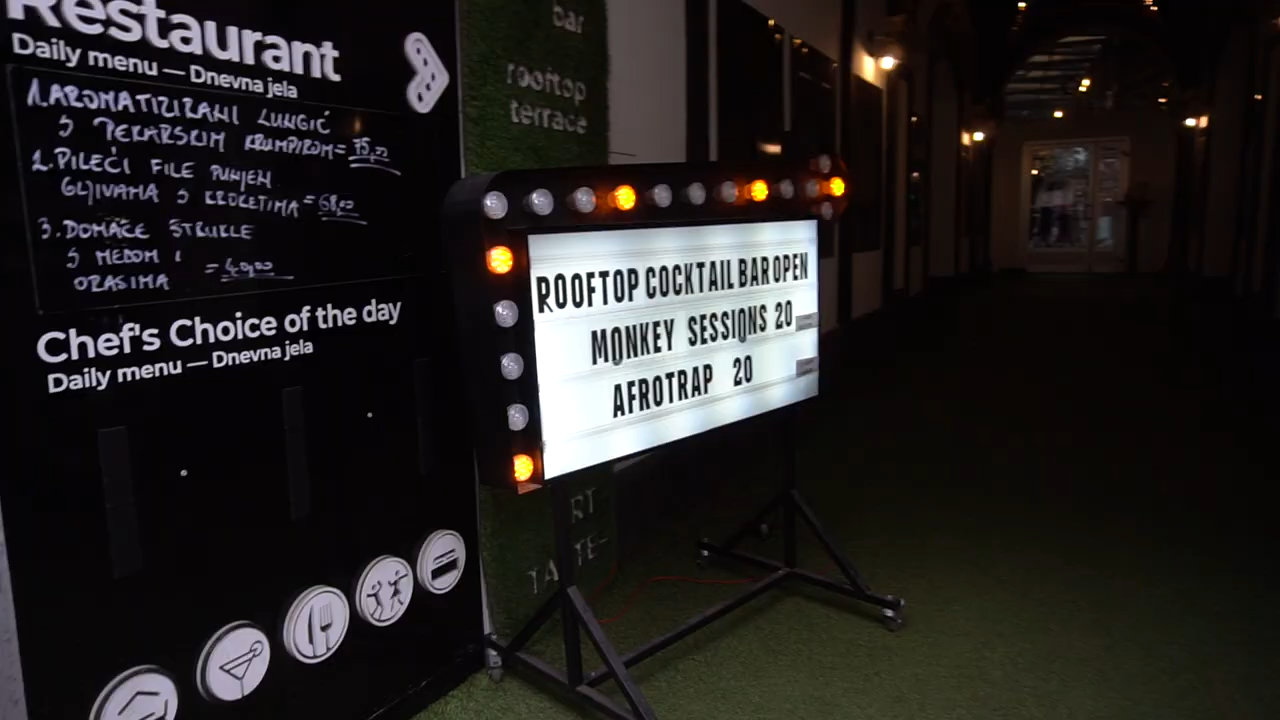 Restaurant
Daily menu — Dnevna jela
1. AROMATIZIRANI LUNGIĆ
S PEKARSKIM KRUMPIROM = 75,00
2. PILEĆI FILE PUNJEN
GLJIVAMA S KROKETIMA = 68,00
3. DOMAĆE ŠTRUKLE
S MEDOM I
ORASIMA = 40,00
Chef's Choice of the day
Daily menu — Dnevna jela
bar
rooftop
terrace
ROOFTOP COCKTAIL BAR OPEN
MONKEY SESSIONS 20
AFROTRAP 20